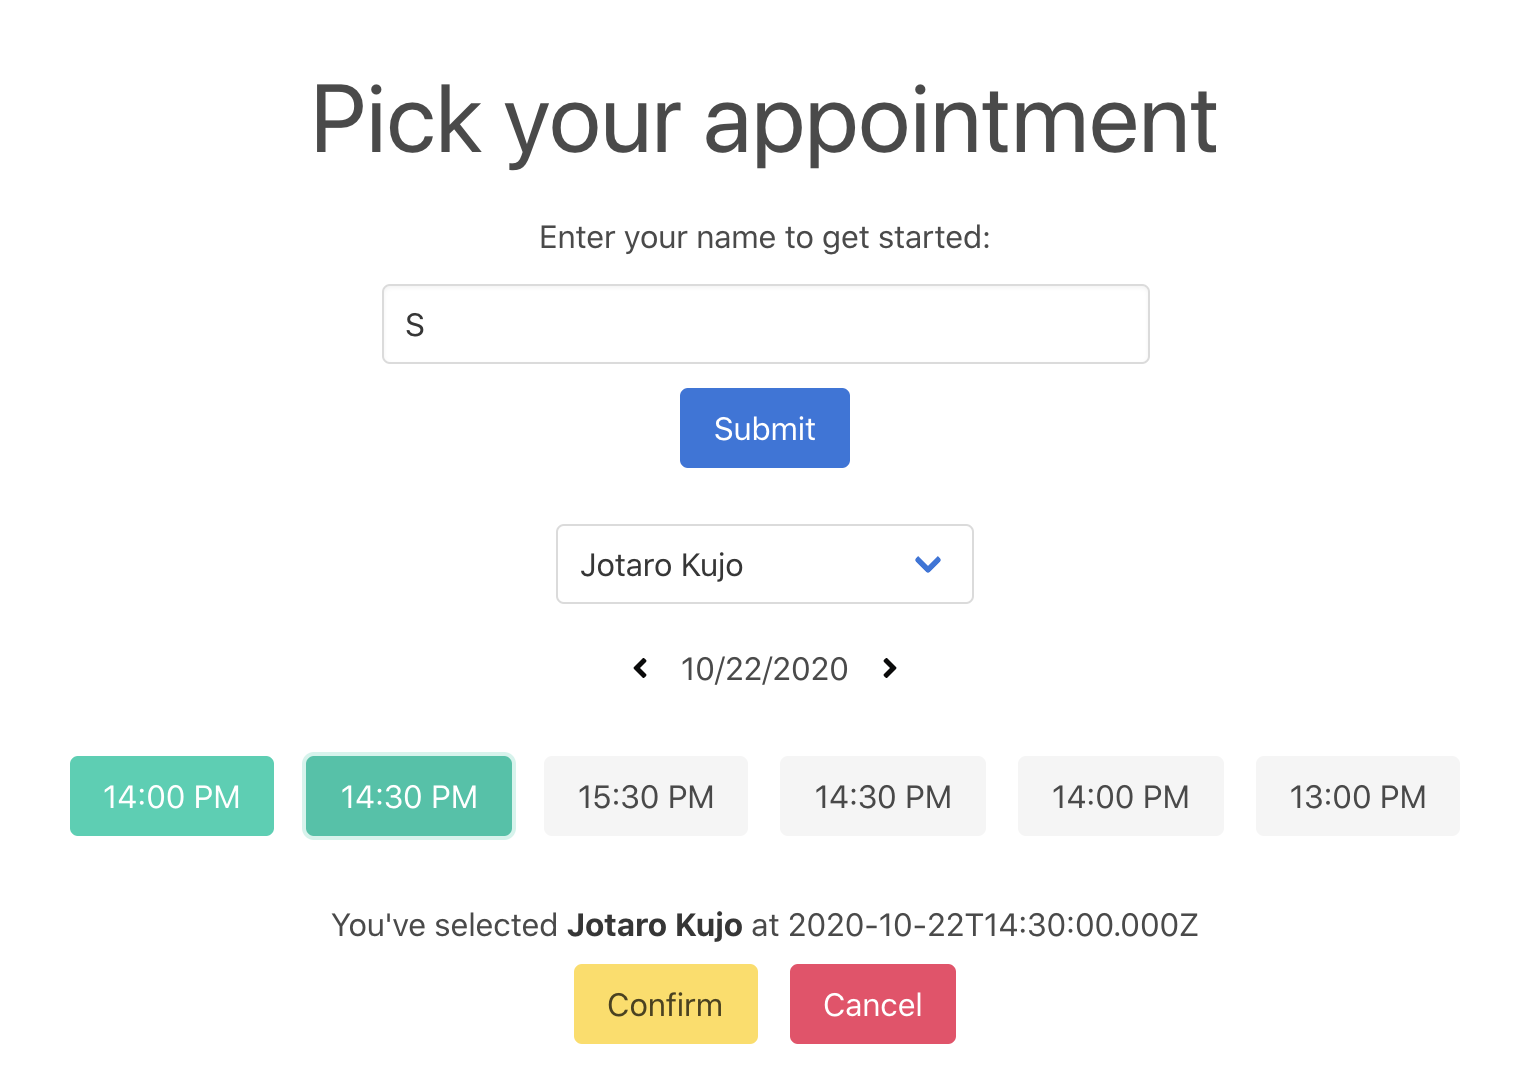 Pick your appointment
Enter your name to get started:
S
Submit
Jotaro Kujo
10/22/2020
14:00 PM 14:30 PM 15:30 PM 14:30 PM 14:00 PM 13:00 PM
You've selected Jotaro Kujo at 2020-10-22T14:30:00.000Z
Confirm Cancel